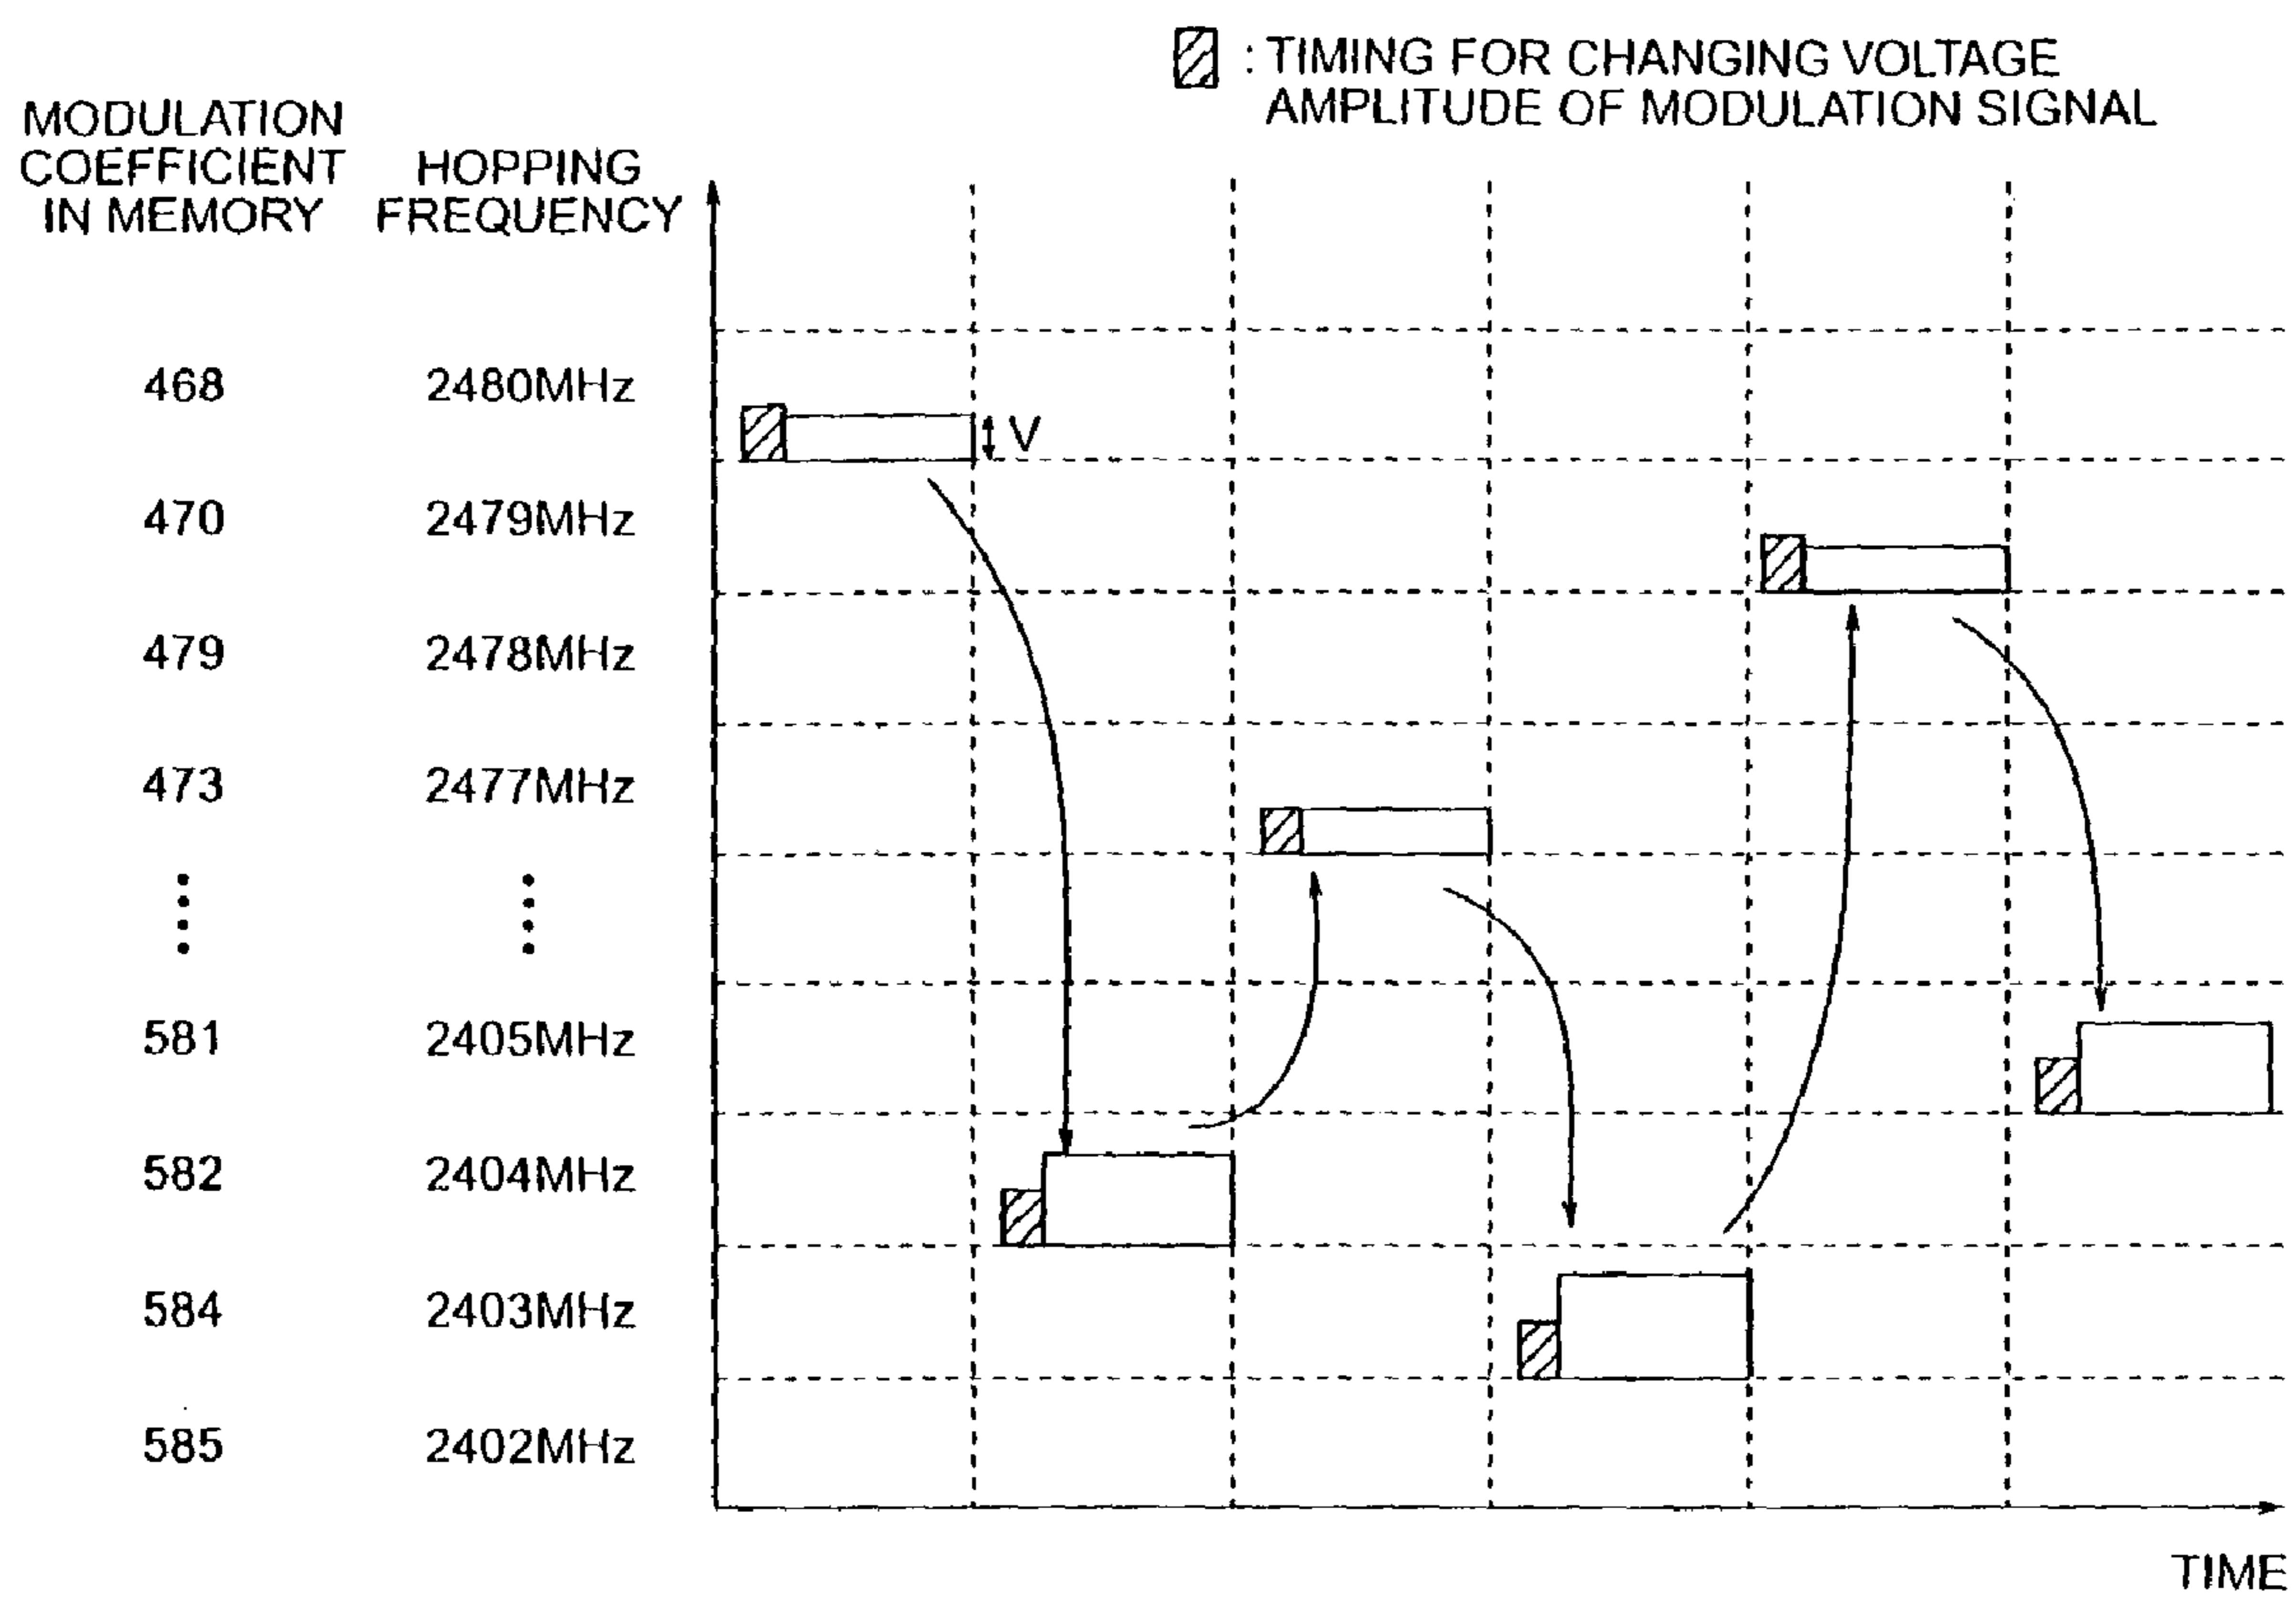 : TIMING FOR CHANGING VOLTAGE
AMPLITUDE OF MODULATION SIGNAL
MODULATION
COEFFICIENT
IN MEMORY
HOPPING
FREQUENCY
468 2480MHz
V
470 2479MHz
479 2478MHz
473 2477MHz
581 2405MHz
582 2404MHz
584 2403MHz
585 2402MHz
TIME